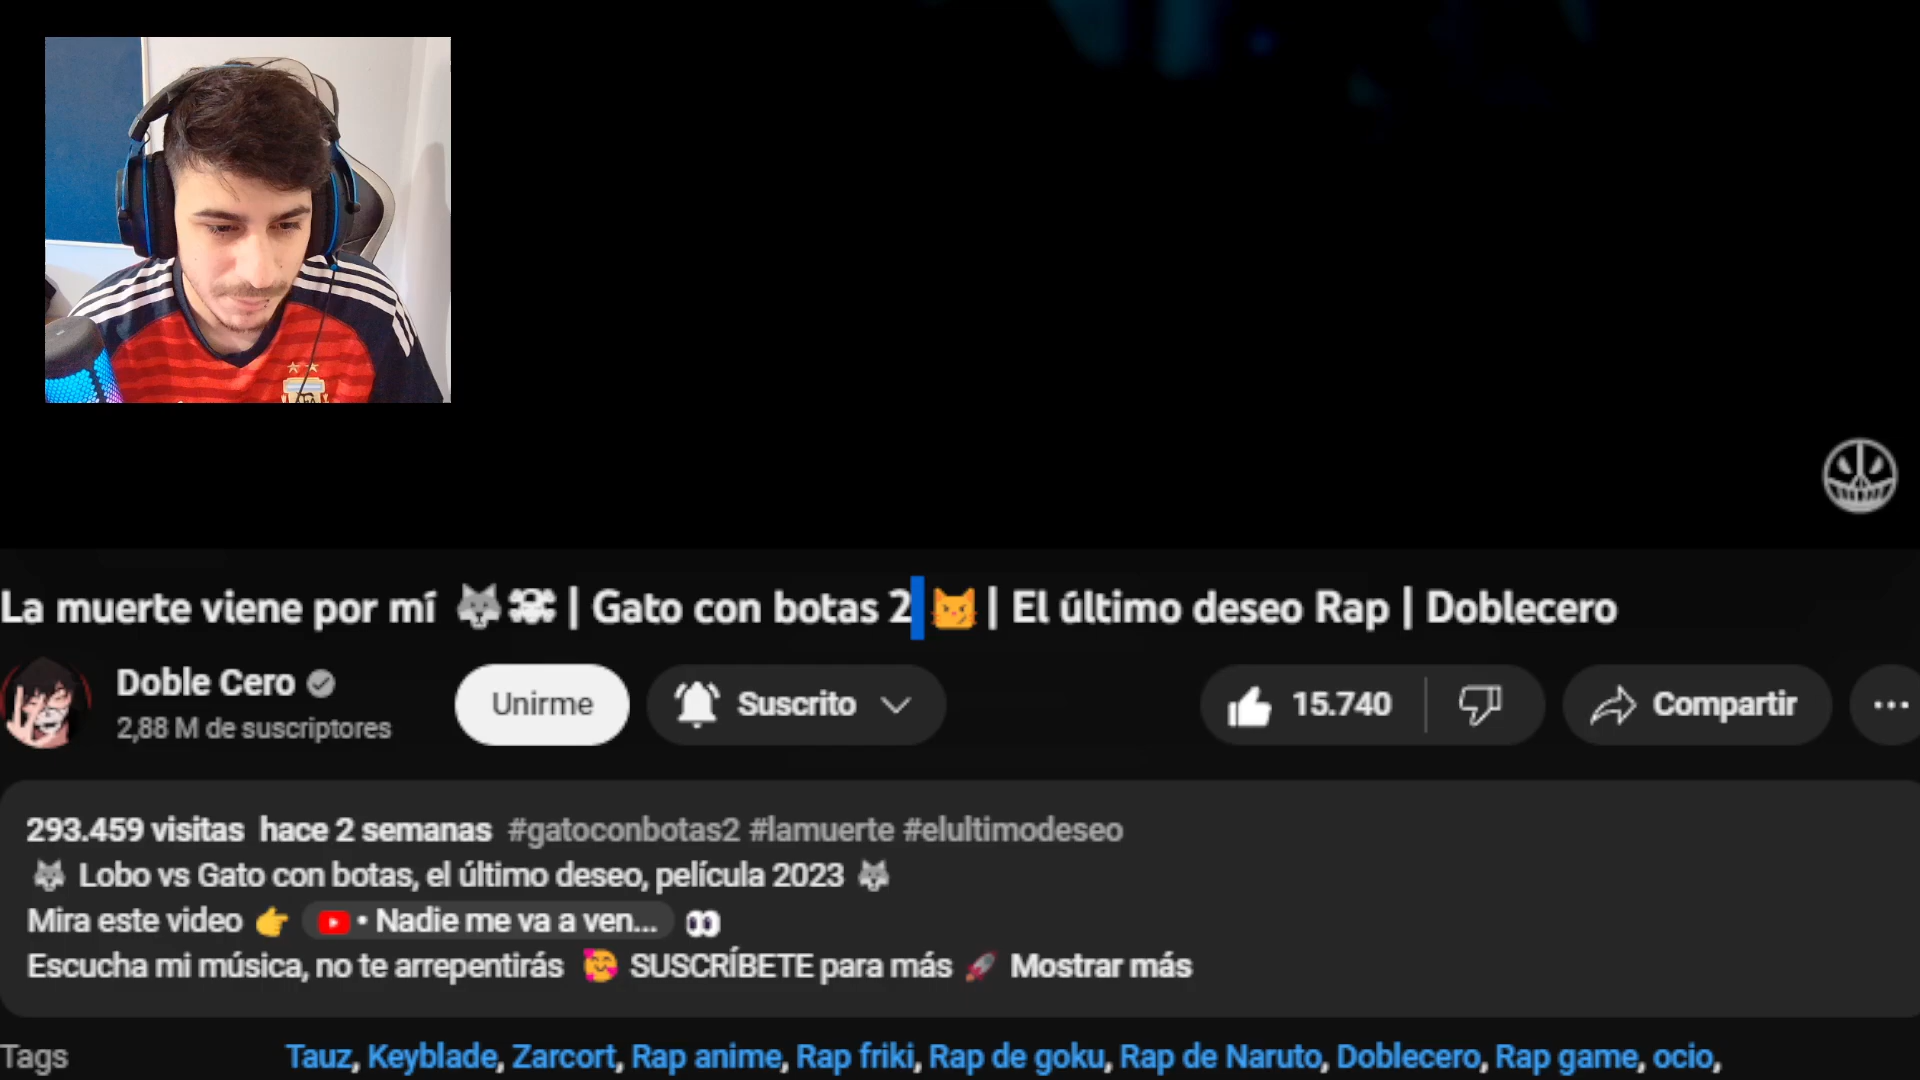 La muerte viene por mí 🐺☠️ | Gato con botas 2 😼 | El último deseo Rap | Doblecero
Doble Cero
2,88 M de suscriptores
Unirme
Suscrito
15.740
Compartir
293.459 visitas hace 2 semanas #gatoconbotas2 #lamuerte #elultimodeseo
🐺 Lobo vs Gato con botas, el último deseo, película 2023 🐺
Mira este video 👉 • Nadie me va a ven... 👀
Escucha mi música, no te arrepentirás 🥰 SUSCRÍBETE para más 🚀 Mostrar más
Tags Tauz, Keyblade, Zarcort, Rap anime, Rap friki, Rap de goku, Rap de Naruto, Doblecero, Rap game, ocio,